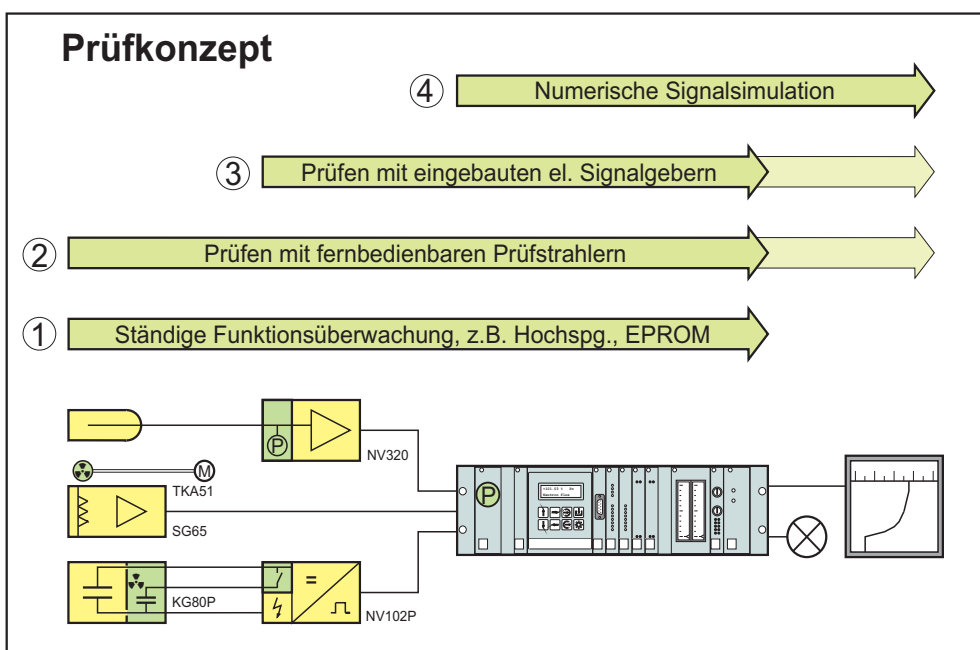 Prüfkonzept
4 Numerische Signalsimulation
3 Prüfen mit eingebauten el. Signalgebern
2 Prüfen mit fernbedienbaren Prüfstrahlern
1 Ständige Funktionsüberwachung, z.B. Hochspg., EPROM
P
NV320
M
TKA51
SG65
P
KG80P
NV102P